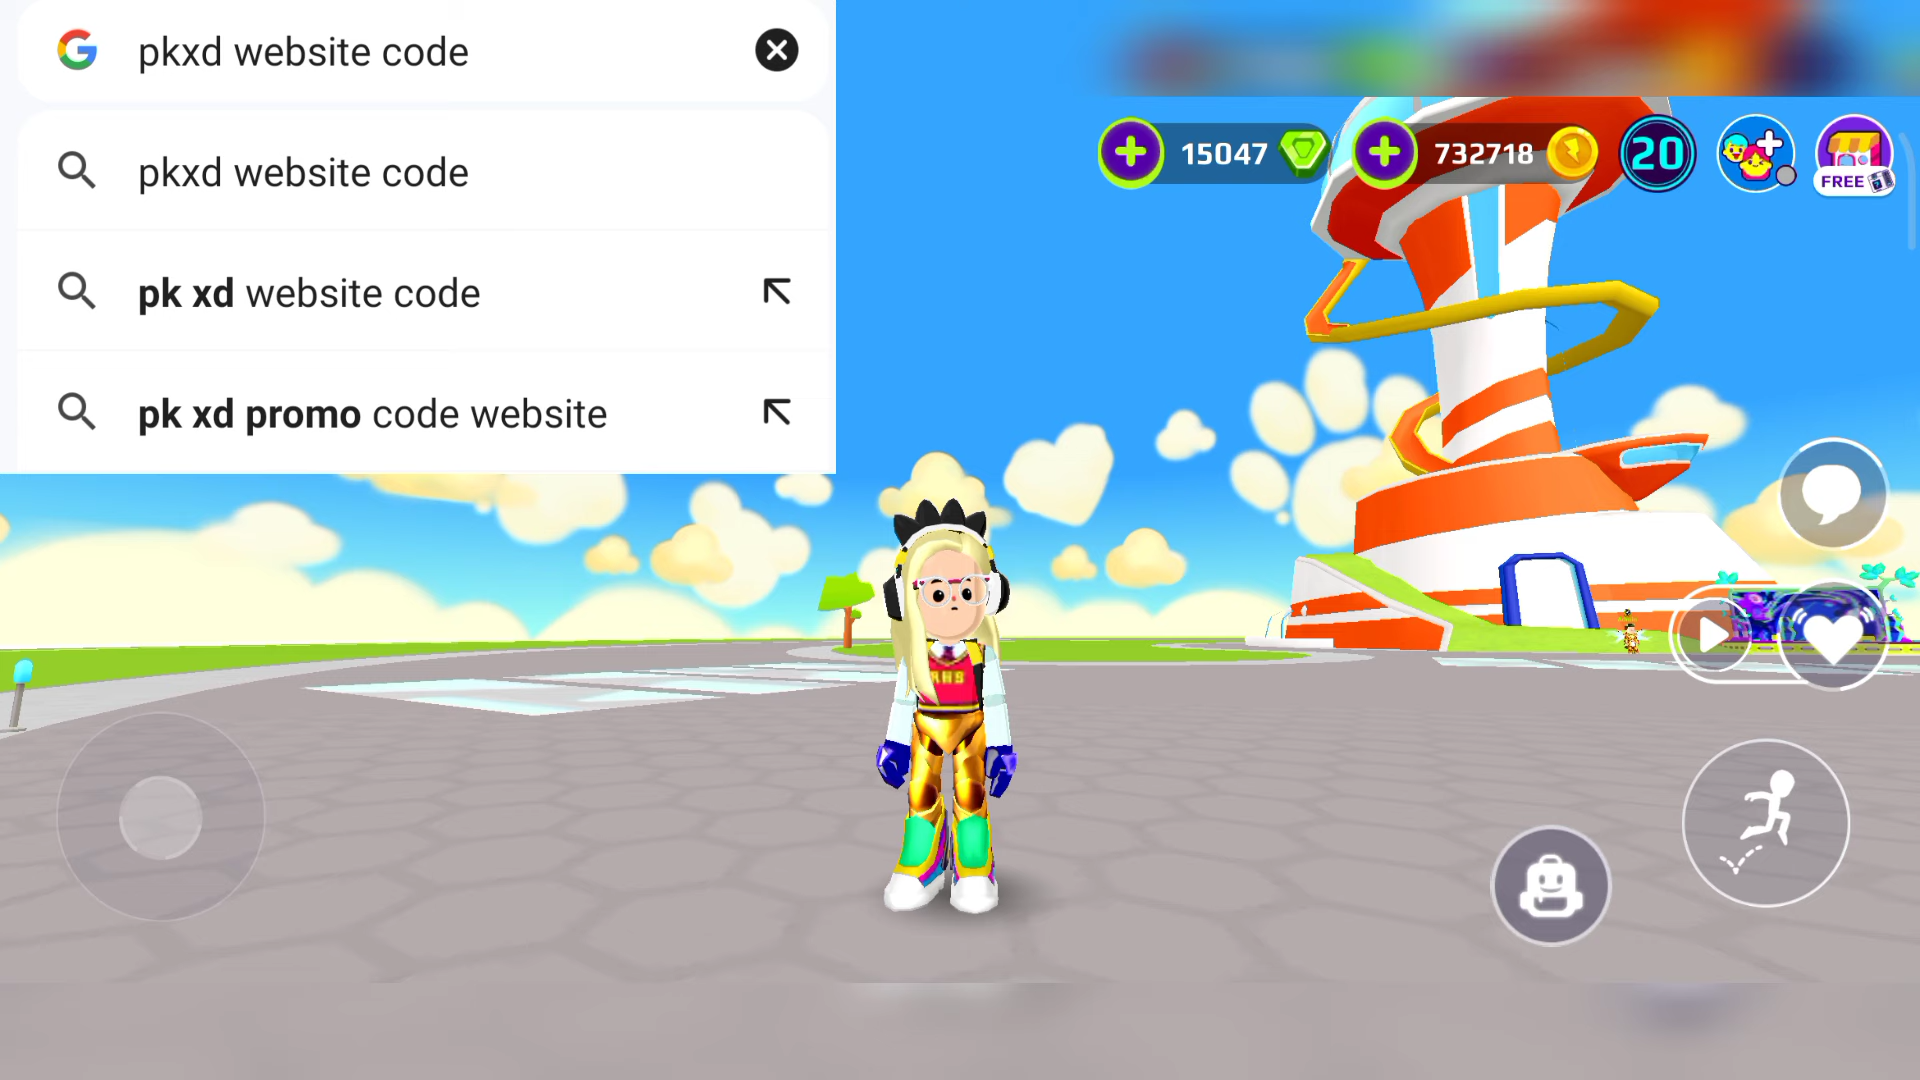 pkxd website code
pkxd website code
pk xd website code
pk xd promo code website
15047
732718
20
FREE
RHS